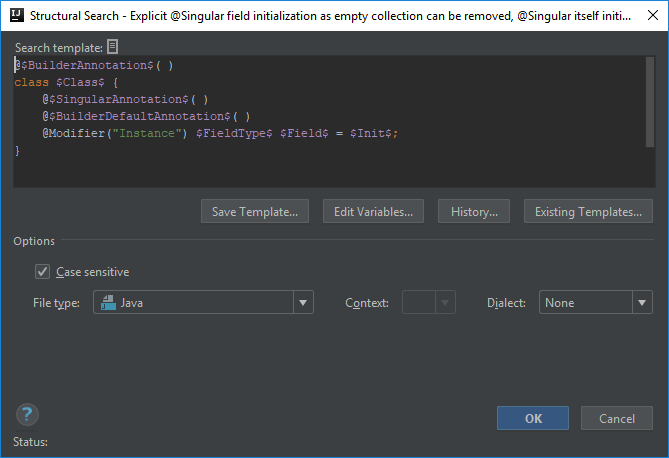 IJ Structural Search - Explicit @Singular field initialization as empty collection can be removed, @Singular itself initi...
Search template:
@$BuilderAnnotation$( )
class $Class$ {
@$SingularAnnotation$( )
@$BuilderDefaultAnnotation$( )
@Modifier("Instance") $FieldType$ $Field$ = $Init$;
}
Save Template... Edit Variables... History... Existing Templates...
Options
Case sensitive
File type: Java Context: Dialect: None
? OK Cancel
Status: